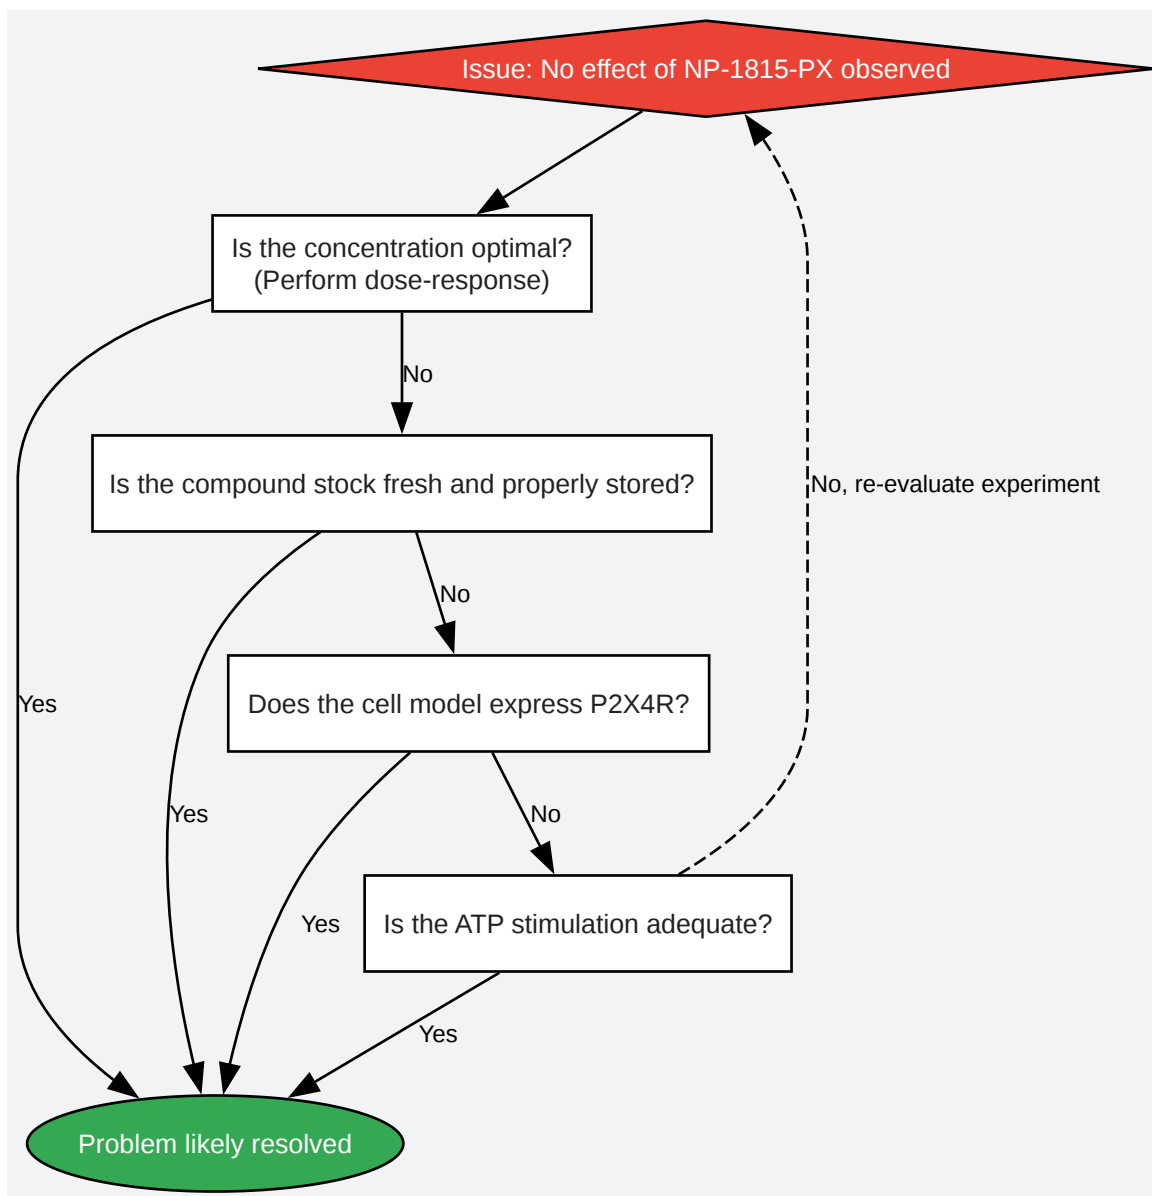 Issue: No effect of NP-1815-PX observed
Is the concentration optimal?
(Perform dose-response)
No
Is the compound stock fresh and properly stored?
No, re-evaluate experiment
No
Yes
Does the cell model express P2X4R?
Yes
No
Yes
Is the ATP stimulation adequate?
Yes
Problem likely resolved